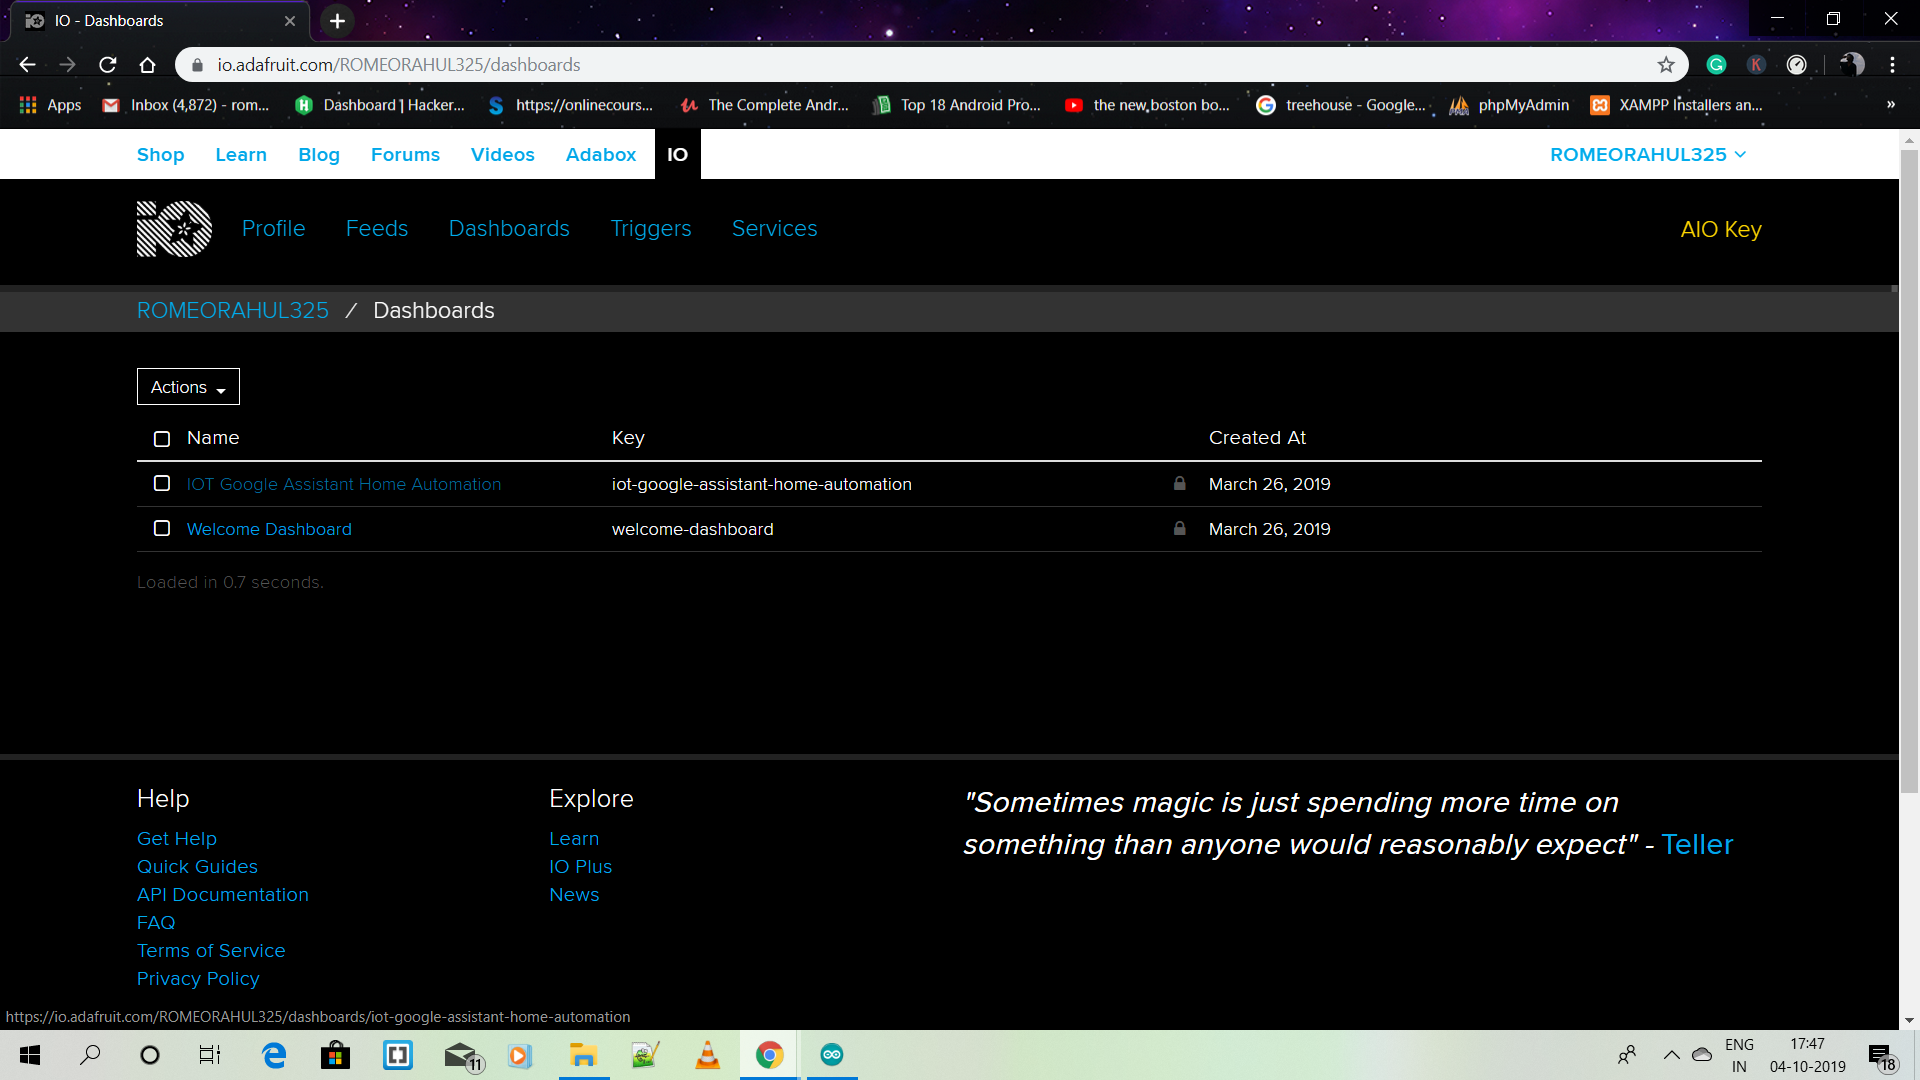 IO - Dashboards
io.adafruit.com/ROMEORAHUL325/dashboards
Apps Inbox (4,872) - rom... Dashboard | Hacker... https://onlinecours... The Complete Andr... Top 18 Android Pro... the new boston bo... treehouse - Google... phpMyAdmin XAMPP Installers an... »
Shop Learn Blog Forums Videos Adabox IO ROMEORAHUL325
Profile Feeds Dashboards Triggers Services AIO Key
ROMEORAHUL325 / Dashboards
Actions
Name Key Created At
IOT Google Assistant Home Automation iot-google-assistant-home-automation March 26, 2019
Welcome Dashboard welcome-dashboard March 26, 2019
Loaded in 0.7 seconds.
Help
Get Help
Quick Guides
API Documentation
FAQ
Terms of Service
Privacy Policy
Explore
Learn
IO Plus
News
"Sometimes magic is just spending more time on
something than anyone would reasonably expect" - Teller
https://io.adafruit.com/ROMEORAHUL325/dashboards/iot-google-assistant-home-automation
11
ENG
IN
17:47
04-10-2019
18